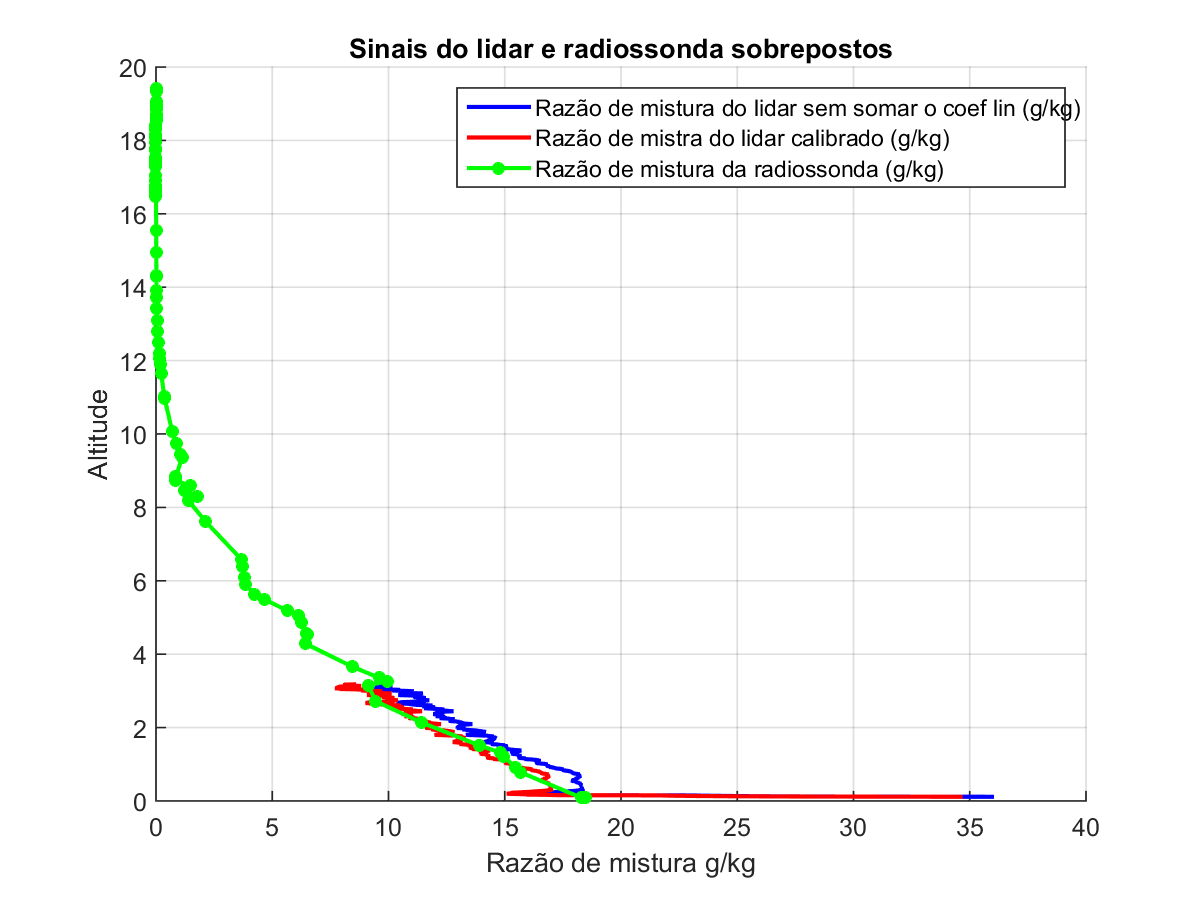 Sinais do lidar e radiossonda sobrepostos
Razão de mistura do lidar sem somar o coef lin (g/kg)
Razão de mistra do lidar calibrado (g/kg)
Razão de mistura da radiossonda (g/kg)
Altitude
20
18
16
14
12
10
8
6
4
2
0
0 5 10 15 20 25 30 35 40
Razão de mistura g/kg